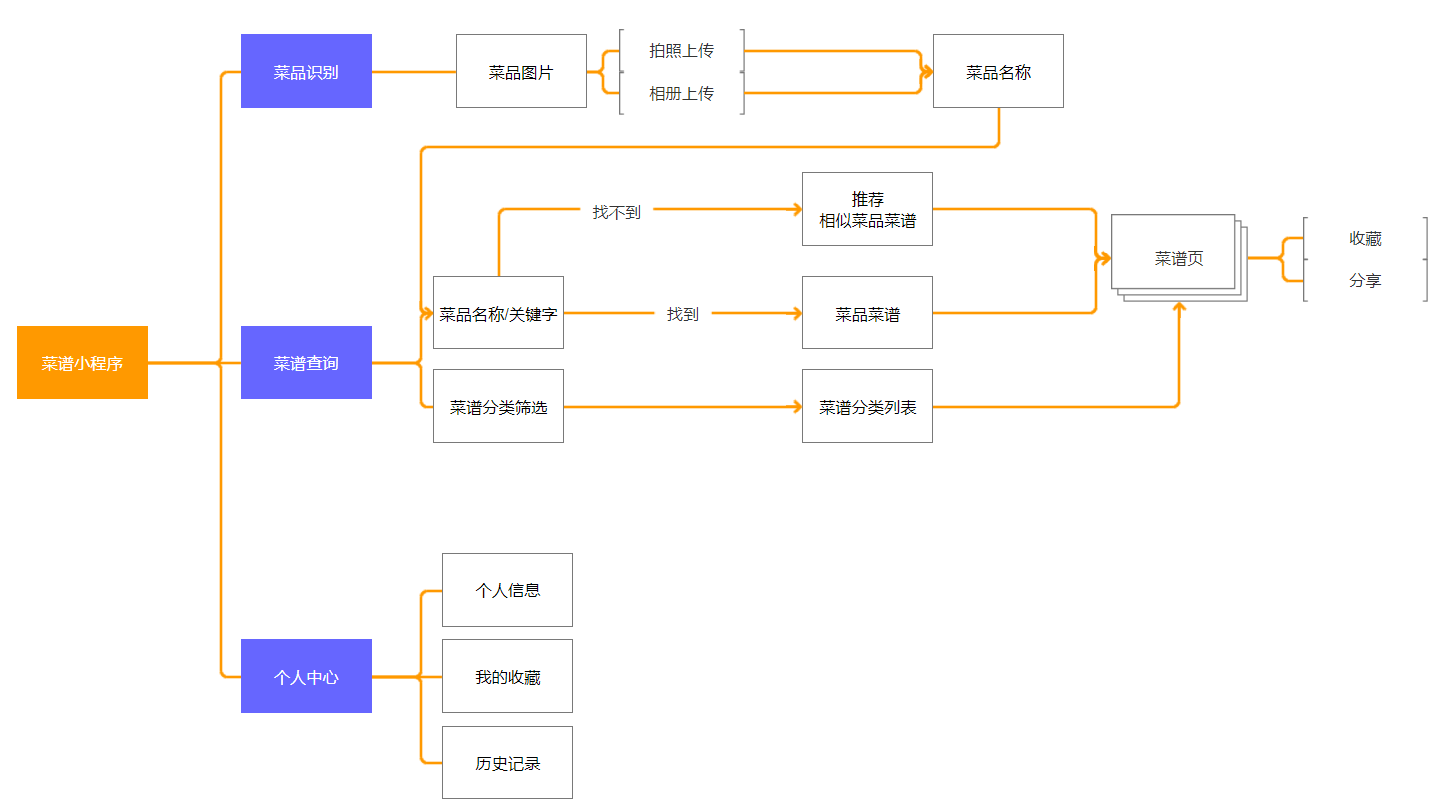 菜品识别
菜品图片
拍照上传
相册上传
菜品名称
找不到
推荐
相似菜品菜谱
菜谱页
收藏
分享
菜品名称/关键字
找到
菜品菜谱
菜谱小程序
菜谱查询
菜谱分类筛选
菜谱分类列表
个人信息
个人中心
我的收藏
历史记录